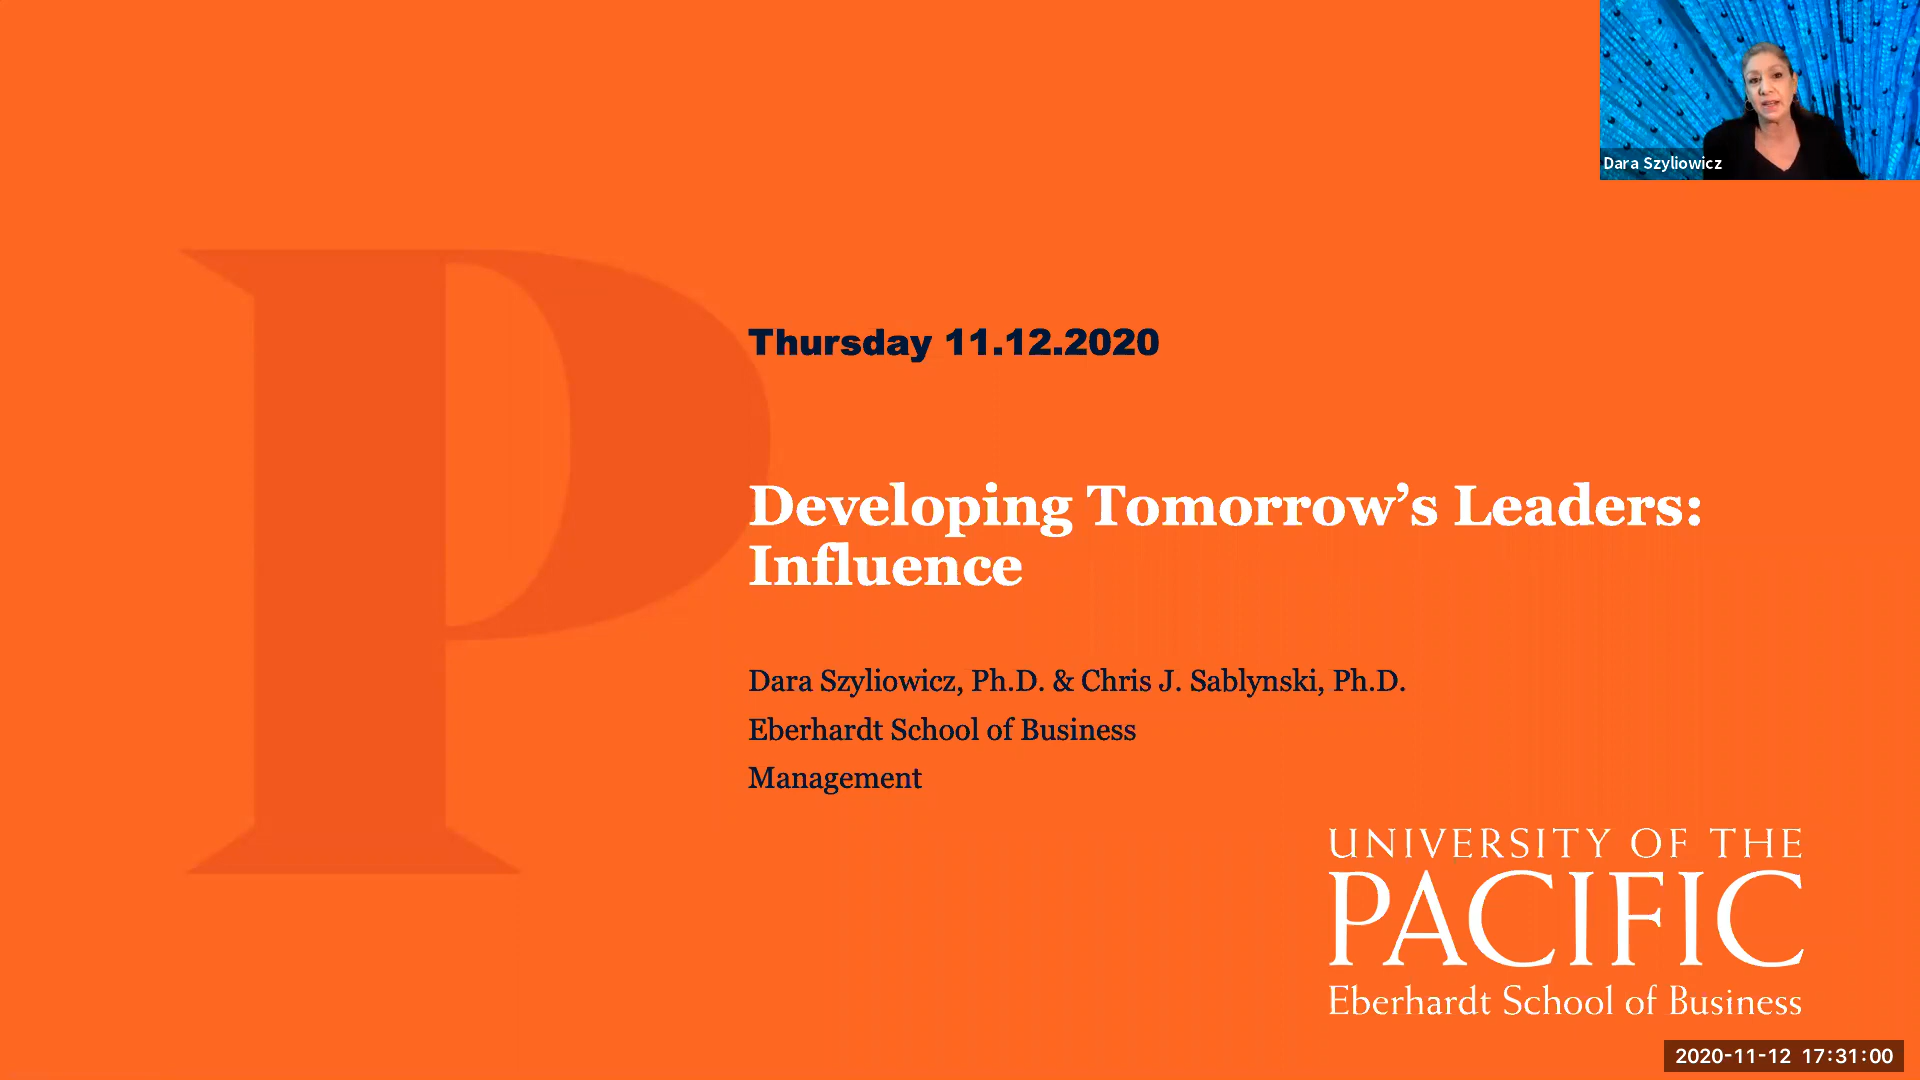 Dara Szyliowicz
Thursday 11.12.2020
Developing Tomorrow’s Leaders:
Influence
Dara Szyliowicz, Ph.D. & Chris J. Sablynski, Ph.D.
Eberhardt School of Business
Management
UNIVERSITY OF THE
PACIFIC
Eberhardt School of Business
2020-11-12 17:31:00